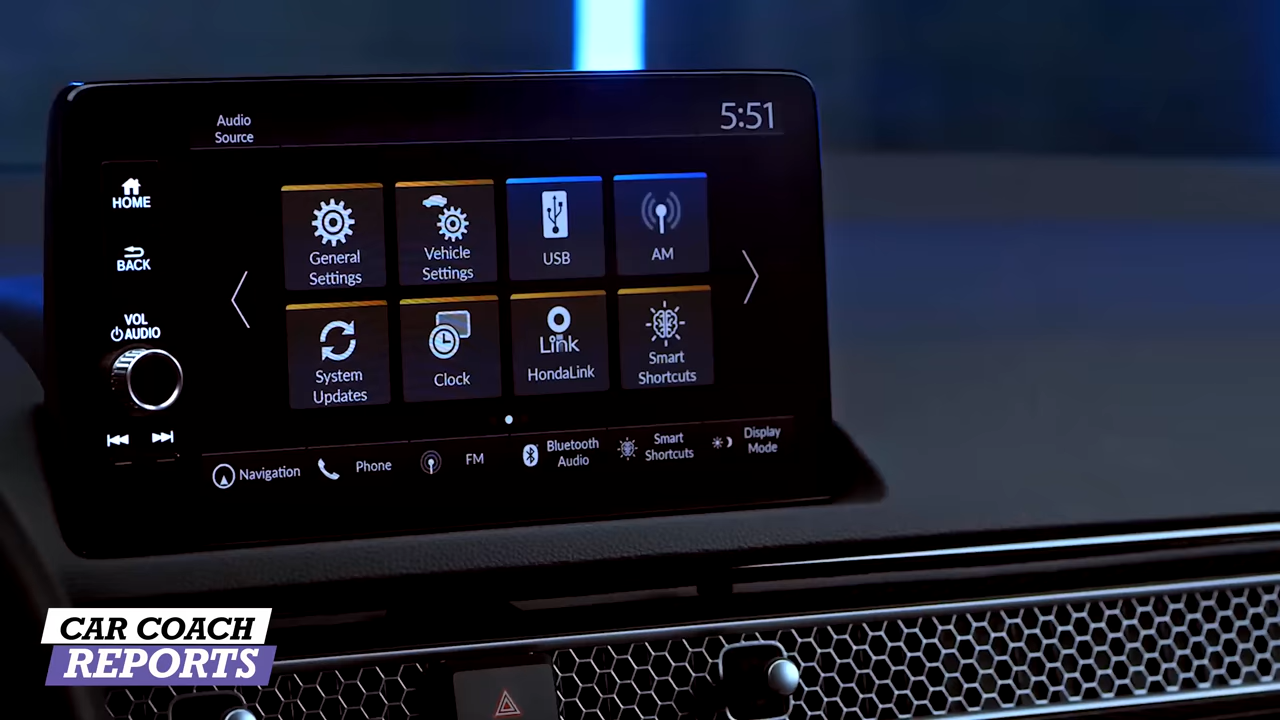 Audio
Source
5:51
HOME
BACK
VOL
AUDIO
General
Settings
Vehicle
Settings
USB
AM
System
Updates
Clock
Link
HondaLink
Smart
Shortcuts
Navigation
Phone
FM
Bluetooth
Audio
Smart
Shortcuts
Display
Mode
CAR COACH
REPORTS